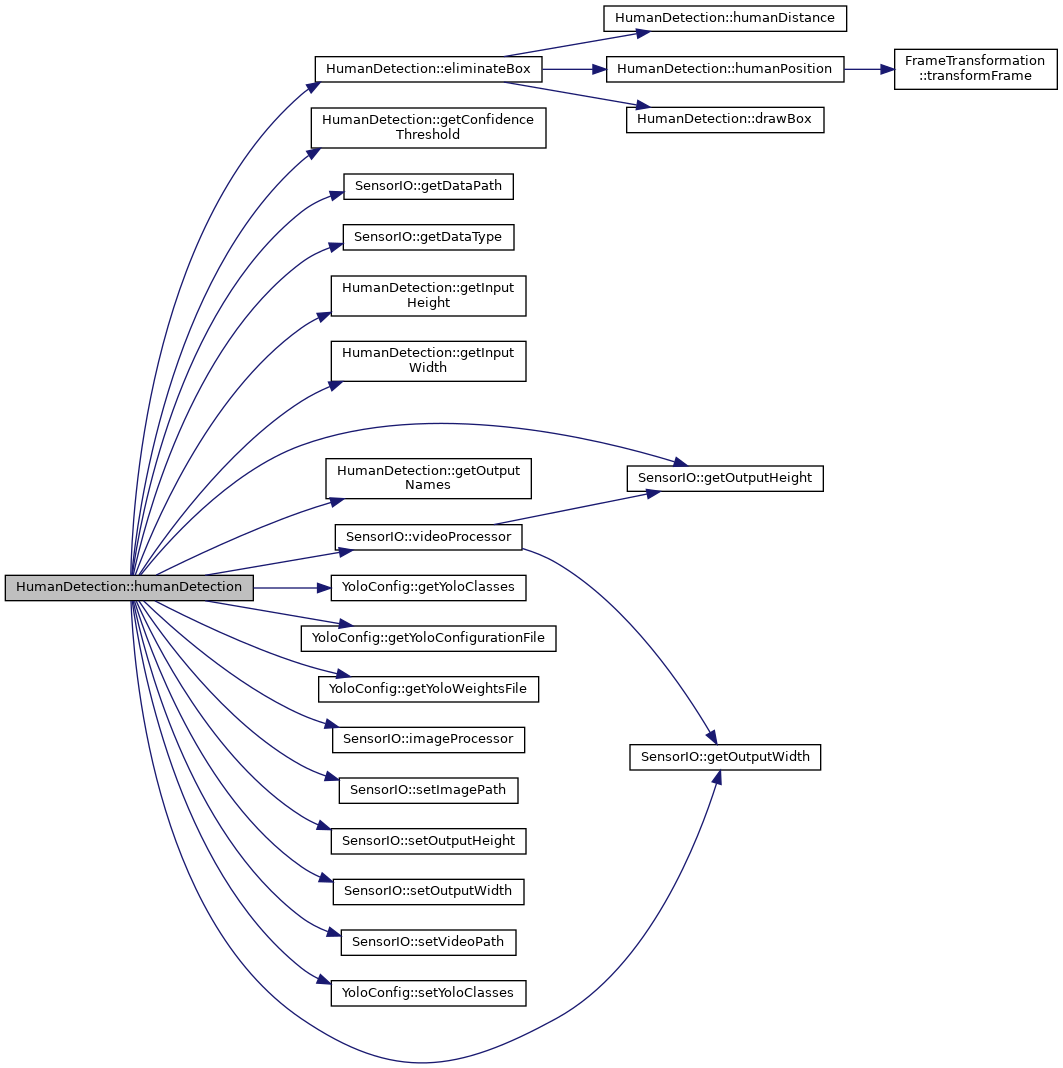 HumanDetection::humanDistance
HumanDetection::eliminateBox
HumanDetection::humanPosition
FrameTransformation
::transformFrame
HumanDetection::drawBox
HumanDetection::getConfidence
Threshold
SensorIO::getDataPath
SensorIO::getDataType
HumanDetection::getInput
Height
HumanDetection::getInput
Width
HumanDetection::getOutput
Names
SensorIO::getOutputHeight
SensorIO::videoProcessor
HumanDetection::humanDetection
YoloConfig::getYoloClasses
YoloConfig::getYoloConfigurationFile
YoloConfig::getYoloWeightsFile
SensorIO::imageProcessor
SensorIO::getOutputWidth
SensorIO::setImagePath
SensorIO::setOutputHeight
SensorIO::setOutputWidth
SensorIO::setVideoPath
YoloConfig::setYoloClasses